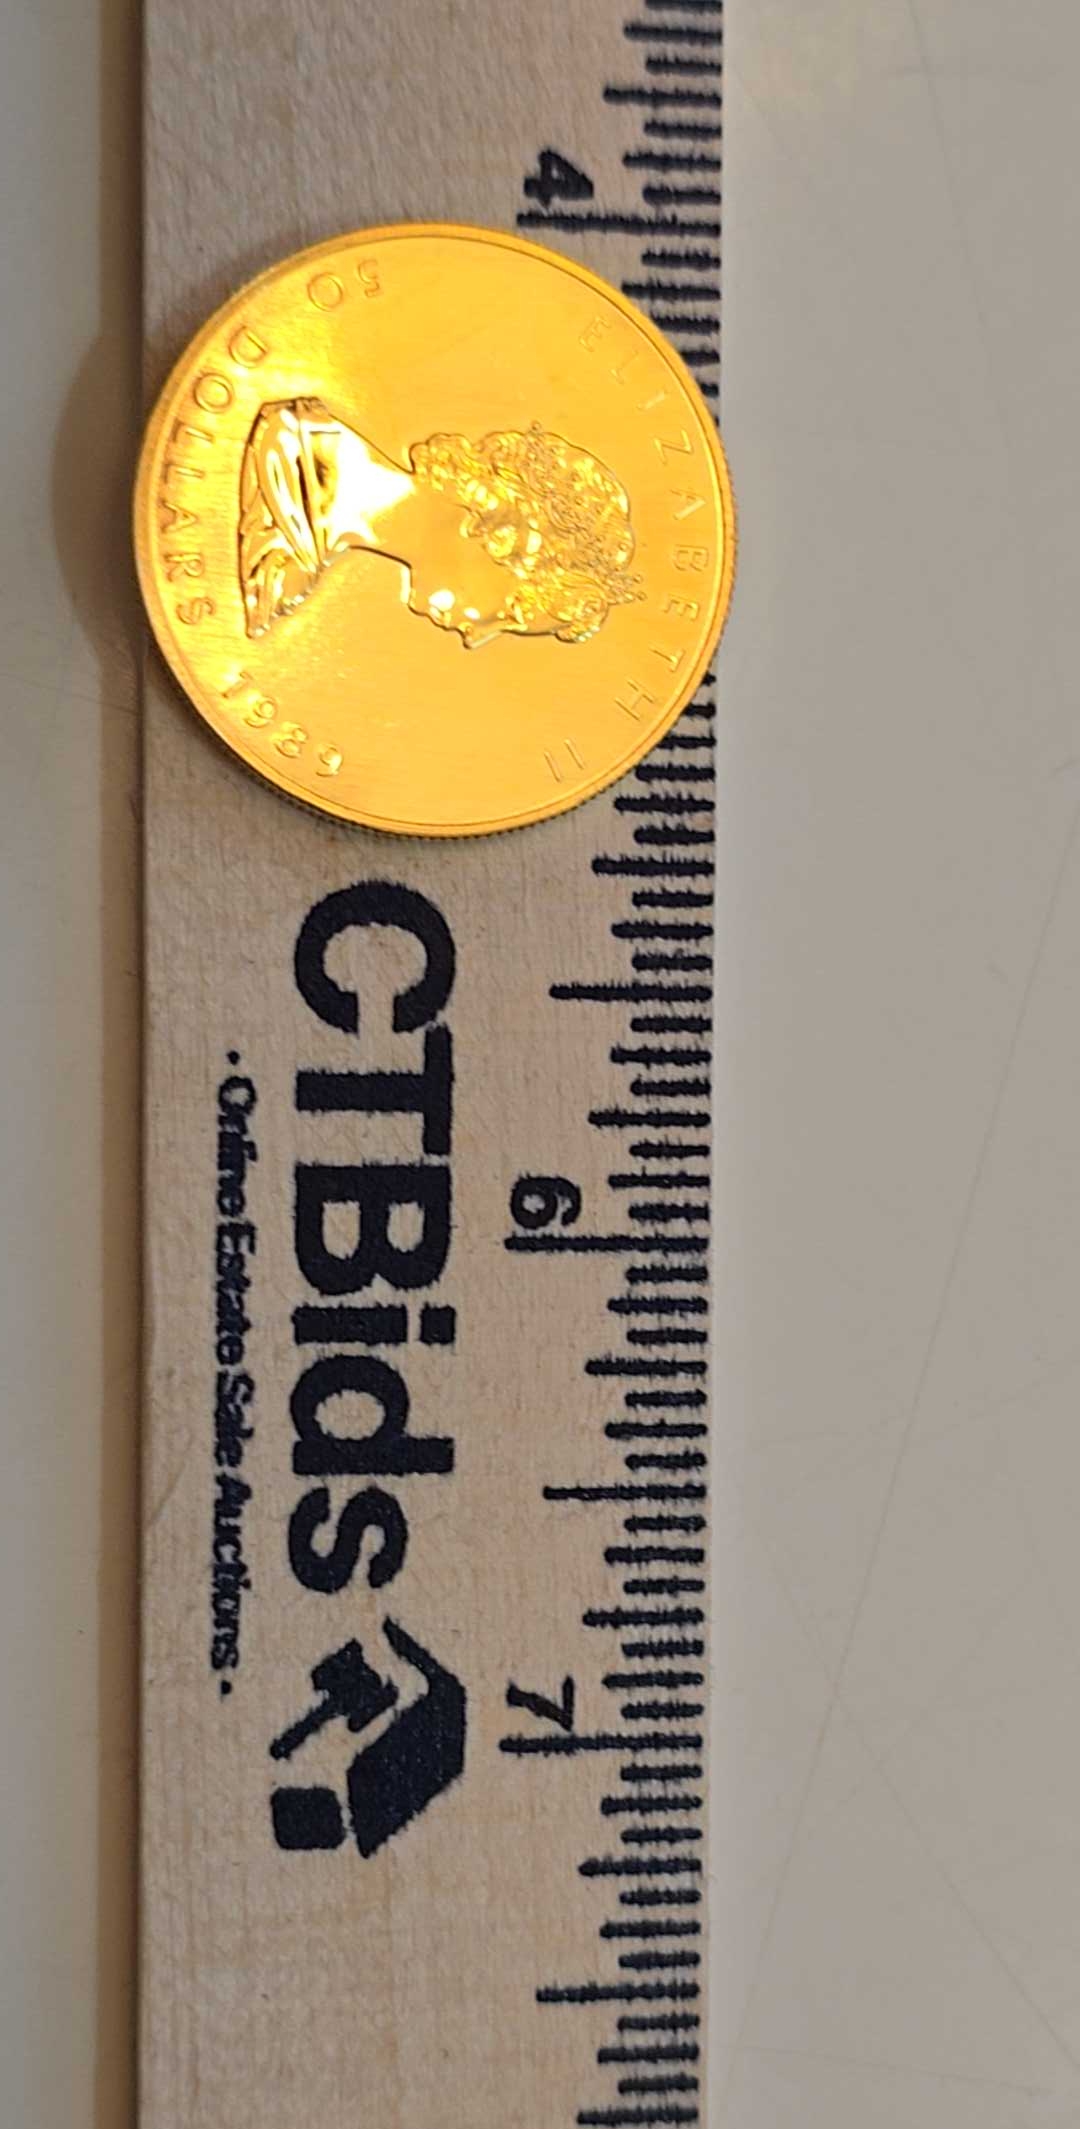 ELIZABETH II
50 DOLLARS 1989
4
6
7
CTBids
• Online Estate Sale Auctions •